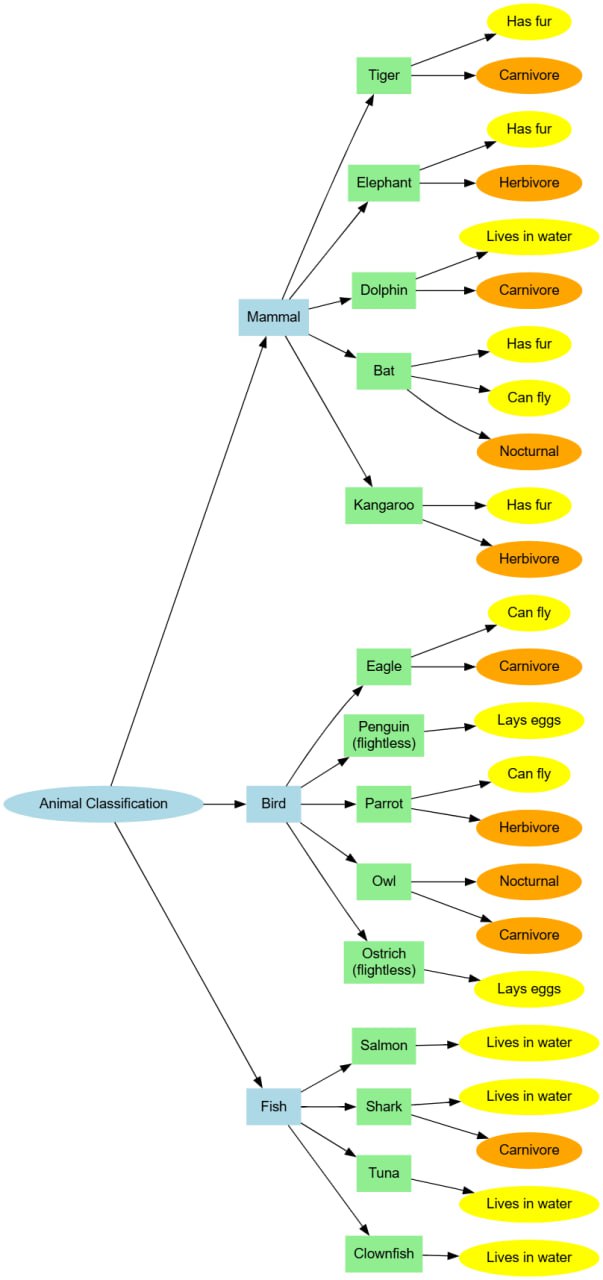 Has fur
Tiger
Carnivore
Has fur
Elephant
Herbivore
Lives in water
Dolphin
Carnivore
Mammal
Has fur
Bat
Can fly
Nocturnal
Kangaroo
Has fur
Herbivore
Can fly
Eagle
Carnivore
Penguin
(flightless)
Lays eggs
Can fly
Animal Classification
Bird
Parrot
Herbivore
Owl
Nocturnal
Carnivore
Ostrich
(flightless)
Lays eggs
Salmon
Lives in water
Fish
Shark
Lives in water
Carnivore
Tuna
Lives in water
Clownfish
Lives in water